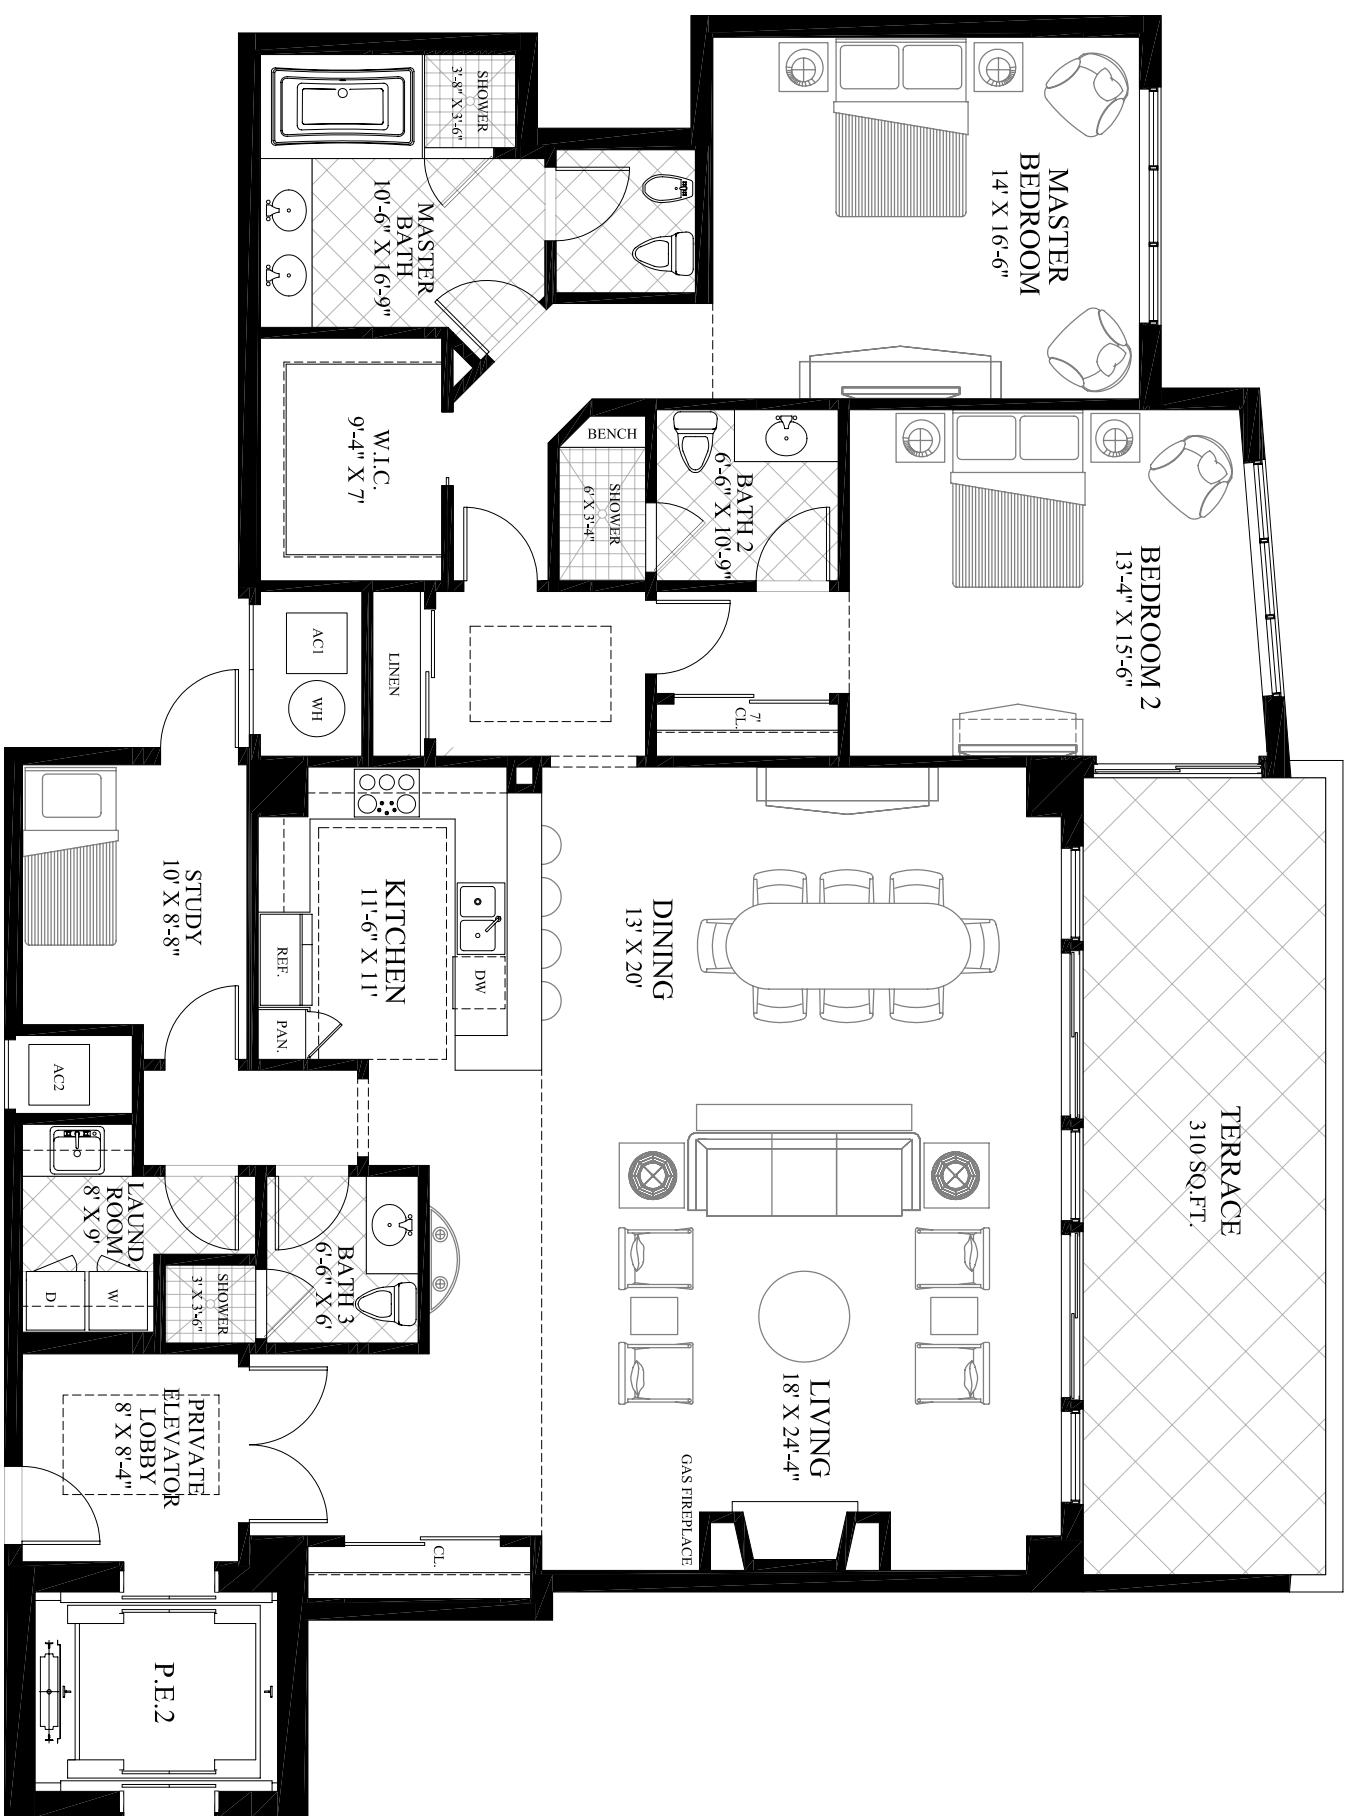 MASTER
BEDROOM
14' X 16'-6"
SHOWER
3'-8" X 3'-6"
MASTER
BATH
10'-6" X 16'-9"
W.I.C.
9'-4" X 7'
BENCH
SHOWER
6' X 3'-4"
BATH 2
6'-6" X 10'-9"
BEDROOM 2
13'-4" X 15'-6"
AC1
WH
LINEN
7'
CL.
STUDY
10' X 8'-8"
KITCHEN
11'-6" X 11'
REF.
PAN.
DW
DINING
13' X 20'
TERRACE
310 SQ.FT.
AC2
LAUND.
ROOM
8' X 9'
D
W
SHOWER
3' X 3'-6"
BATH 3
6'-6" X 6'
LIVING
18' X 24'-4"
GAS FIREPLACE
PRIVATE
ELEVATOR
LOBBY
8' X 8'-4"
CL.
P.E.2